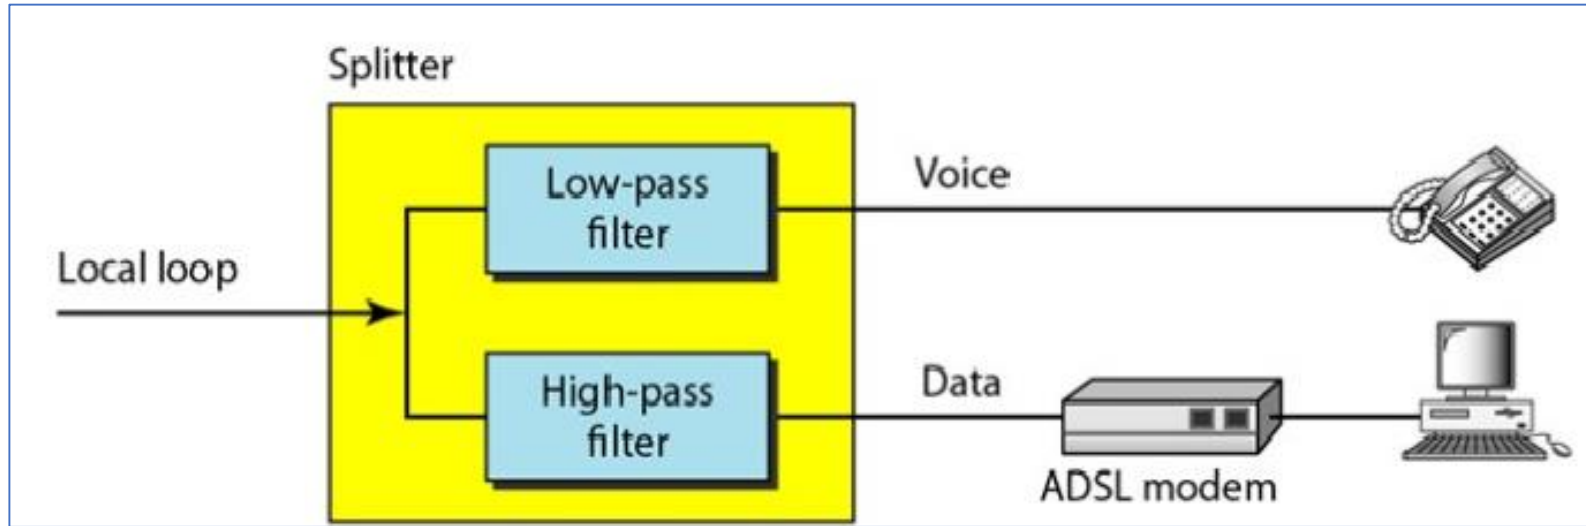 Splitter
Low-pass
filter
Voice
Local loop
High-pass
filter
Data
ADSL modem